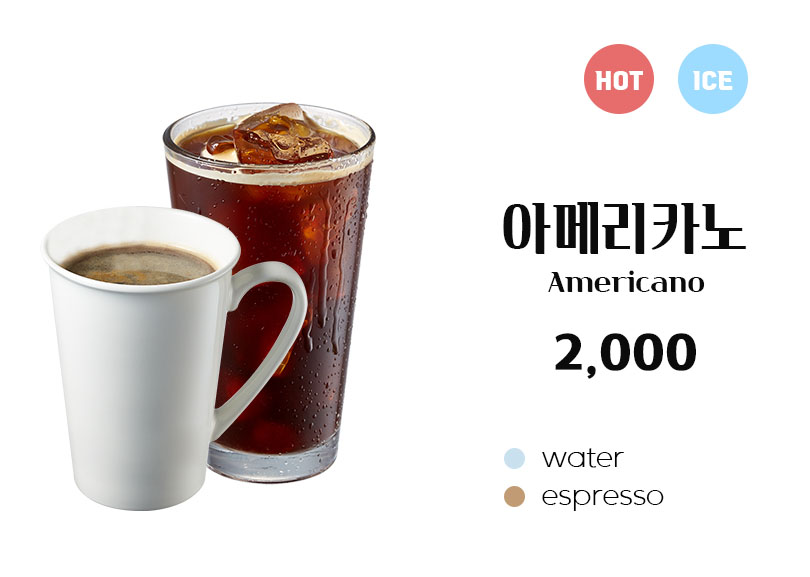 HOT ICE
아메리카노
Americano
2,000
water
espresso